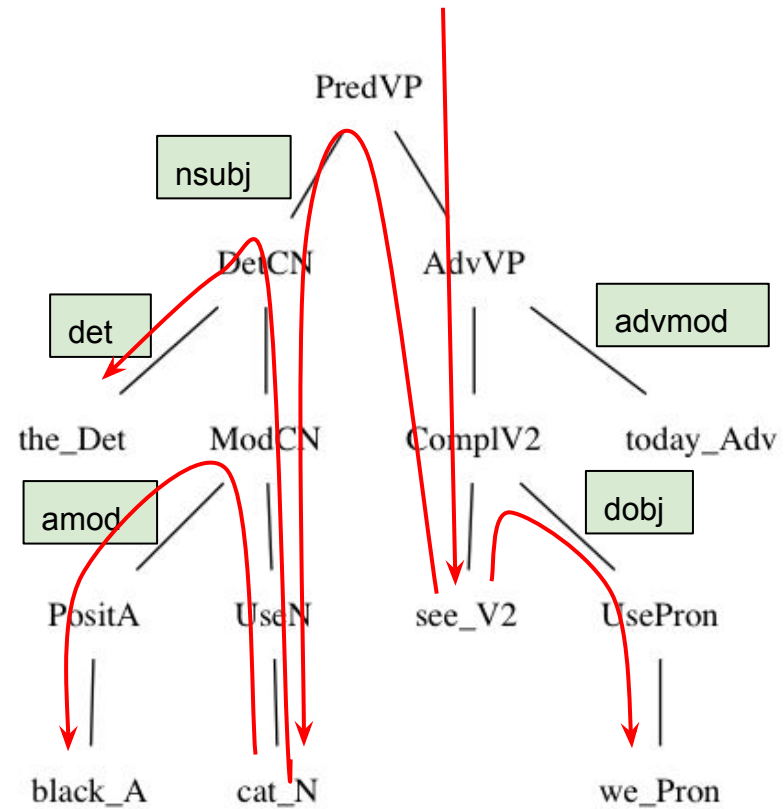 PredVP
nsubj
DetCN AdvVP
det advmod
the_Det ModCN ComplV2 today_Adv
amod dobj
PositA UseN see_V2 UsePron
black_A cat_N we_Pron